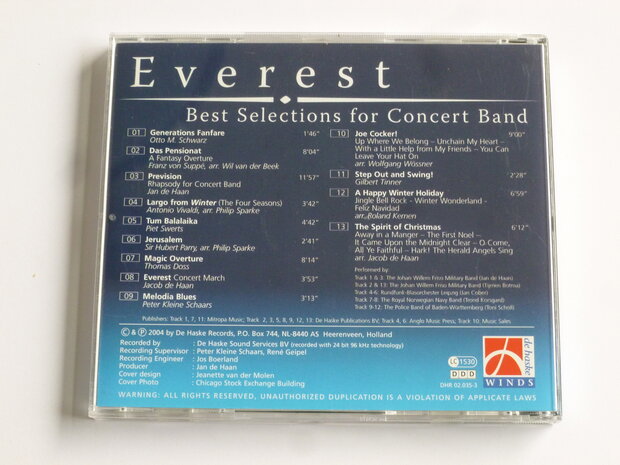 Everest
Best Selections for Concert Band
01 Generations Fanfare 1'46"
Otto M. Schwarz
02 Das Pensionat 8'04"
A Fantasy Overture
Franz von Suppé, arr. Wil van der Beek
03 Prevision 11'57"
Rhapsody for Concert Band
Jan de Haan
04 Largo from Winter (The Four Seasons) 3'42"
Antonio Vivaldi, arr. Philip Sparke
05 Tum Balalaika 4'42"
Piet Swerts
06 Jerusalem 2'41"
Sir Hubert Parry, arr. Philip Sparke
07 Magic Overture 8'14"
Thomas Doss
08 Everest Concert March 3'53"
Jacob de Haan
09 Melodia Blues 3'13"
Peter Kleine Schaars
10 Joe Cocker! 9'00"
Up Where We Belong – Unchain My Heart –
With a Little Help from My Friends – You Can
Leave Your Hat On
arr. Wolfgang Wössner
11 Step Out and Swing! 2'28"
Gilbert Tinner
12 A Happy Winter Holiday 6'59"
Jingle Bell Rock - Winter Wonderland -
Feliz Navidad
arr. Roland Kernen
13 The Spirit of Christmas 6'12"
Away in a Manger – The First Noel –
It Came Upon the Midnight Clear – O Come,
All Ye Faithful – Hark! The Herald Angels Sing
arr. Jacob de Haan
Performed by:
Track 1 & 3: The Johan Willem Friso Military Band (Jan de Haan)
Track 2 & 13: The Johan Willem Friso Military Band (Tijmen Botma)
Track 4-6: Rundfunk-Blasorchester Leipzig (Jan Cober)
Track 7-8: The Royal Norwegian Navy Band (Trond Korsgard)
Track 9-12: The Police Band of Baden-Württemberg (Toni Scholl)
Publishers: Track 1, 7, 11: Mitropa Music; Track 2, 3, 5, 8, 9, 12, 13: De Haske Publications BV; Track 4, 6: Anglo Music Press; Track 10: Music Sales
© & ℗ 2004 by De Haske Records, P.O. Box 744, NL-8440 AS Heerenveen, Holland
Recorded by : De Haske Sound Services BV (recorded with 24 bit 96 kHz technology)
Recording Supervisor : Peter Kleine Schaars, René Geipel
Recording Engineer : Jos Boerland
Producer : Jan de Haan
Cover design : Jeanette van der Molen
Cover Photo : Chicago Stock Exchange Building
LC 1530
DDD
DHR 02.035-3
de haske
WINDS
WARNING: ALL RIGHTS RESERVED, UNAUTHORIZED DUPLICATION IS A VIOLATION OF APPLICABLE LAWS